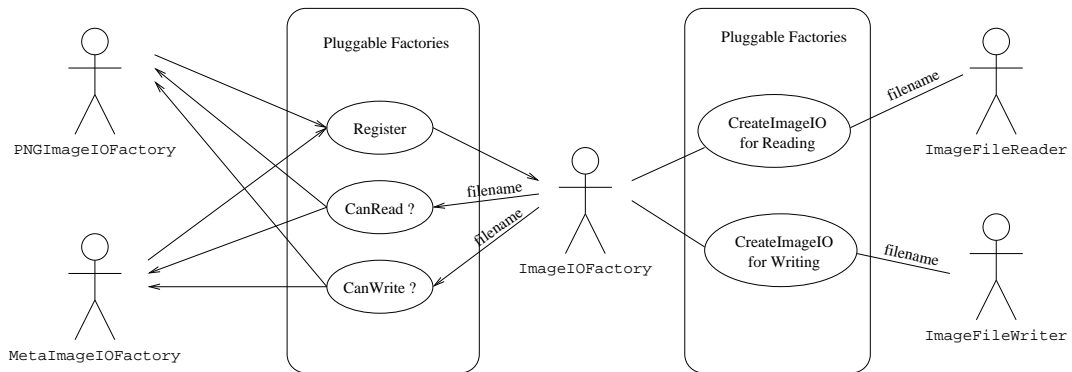 Pluggable Factories
Pluggable Factories
filename
CreateImageIO
for Reading
Register
PNGImageIOFactory
ImageFileReader
filename
CanRead ?
filename
CreateImageIO
for Writing
filename
ImageIOFactory
CanWrite ?
MetaImageIOFactory
ImageFileWriter